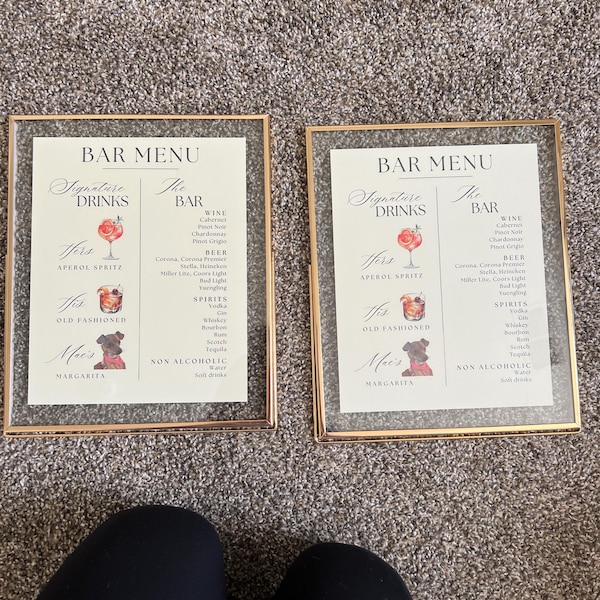 BAR MENU
Signature
DRINKS
Hers
APEROL SPRITZ
His
OLD FASHIONED
Mae's
MARGARITA
The
BAR
WINE
Cabernet
Pinot Noir
Chardonnay
Pinot Grigio
BEER
Corona, Corona Premier
Stella, Heineken
Miller Lite, Coors Light
Bud Light
Yuengling
SPIRITS
Vodka
Gin
Whiskey
Bourbon
Rum
Scotch
Tequila
NON ALCOHOLIC
Water
Soft drinks
BAR MENU
Signature
DRINKS
Hers
APEROL SPRITZ
His
OLD FASHIONED
Mae's
MARGARITA
The
BAR
WINE
Cabernet
Pinot Noir
Chardonnay
Pinot Grigio
BEER
Corona, Corona Premier
Stella, Heineken
Miller Lite, Coors Light
Bud Light
Yuengling
SPIRITS
Vodka
Gin
Whiskey
Bourbon
Rum
Scotch
Tequila
NON ALCOHOLIC
Water
Soft drinks